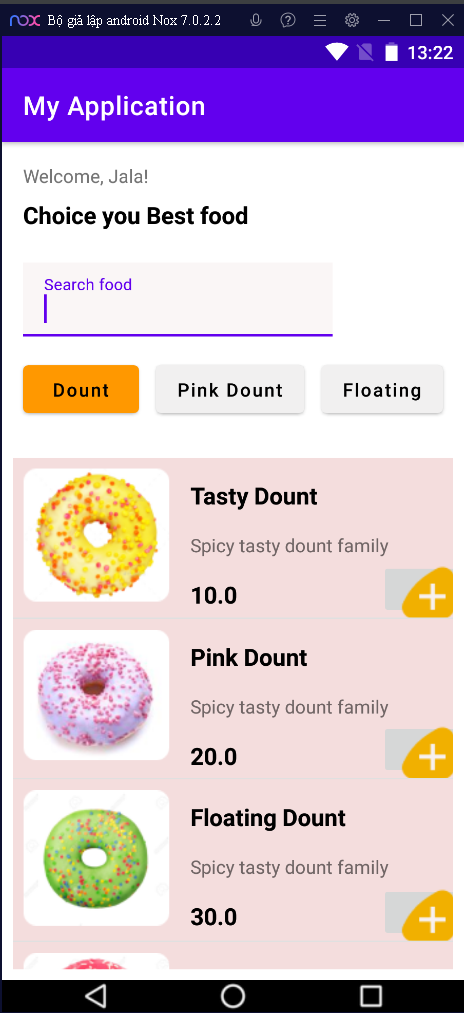 nox Bộ giả lập android Nox 7.0.2.2
13:22
My Application
Welcome, Jala!
Choice you Best food
Search food
Dount Pink Dount Floating
Tasty Dount
Spicy tasty dount family
10.0
Pink Dount
Spicy tasty dount family
20.0
Floating Dount
Spicy tasty dount family
30.0